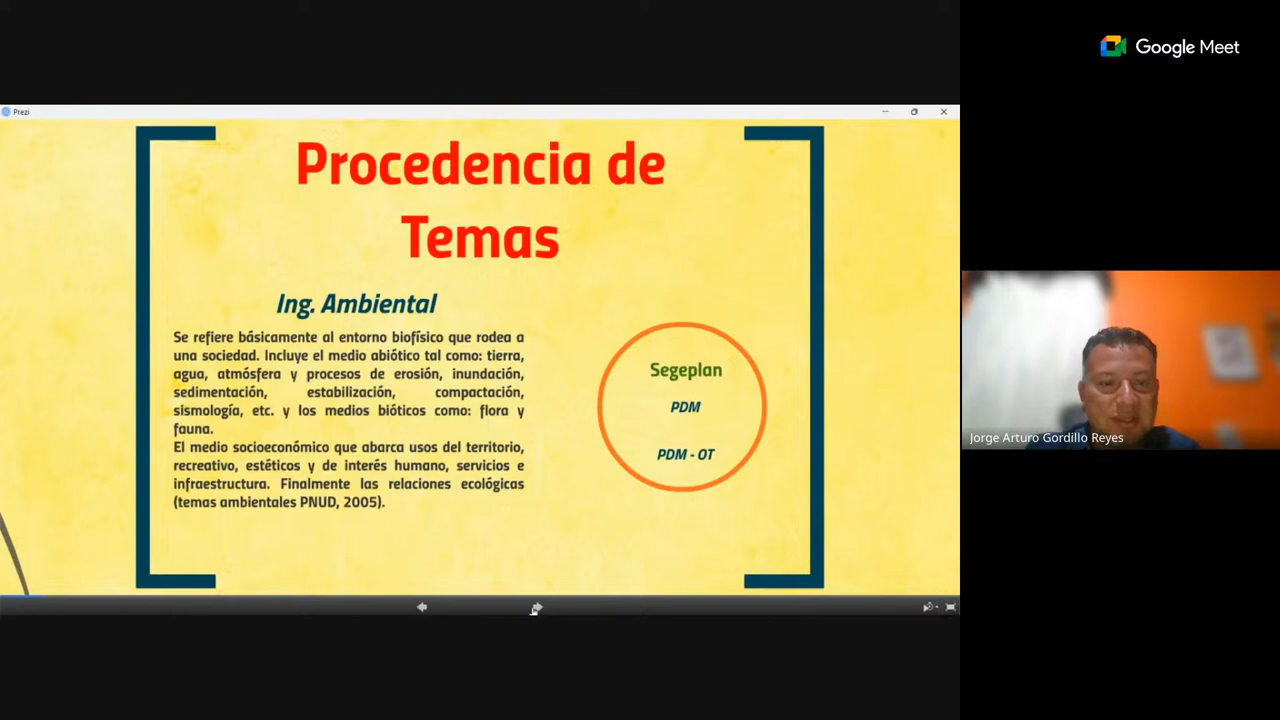 Google Meet
Prezi
Procedencia de
Temas
Ing. Ambiental
Se refiere básicamente al entorno biofísico que rodea a
una sociedad. Incluye el medio abiótico tal como: tierra,
agua, atmósfera y procesos de erosión, inundación,
sedimentación, estabilización, compactación,
sismología, etc. y los medios bióticos como: flora y
fauna.
El medio socioeconómico que abarca usos del territorio,
recreativo, estéticos y de interés humano, servicios e
infraestructura. Finalmente las relaciones ecológicas
(temas ambientales PNUD, 2005).
Segeplan
PDM
PDM - OT
Jorge Arturo Gordillo Reyes